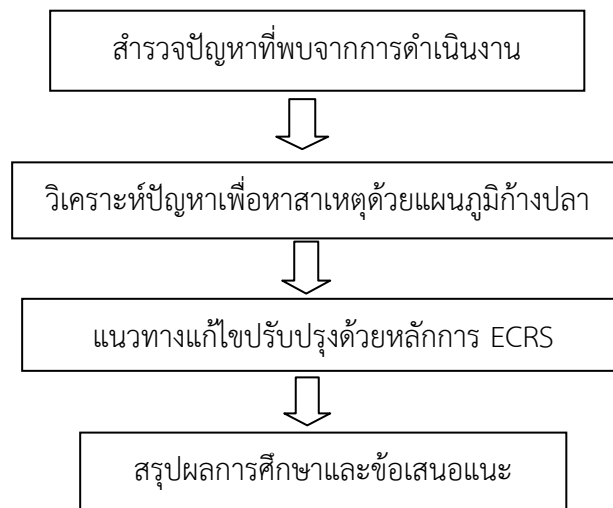 สำรวจปัญหาที่พบจากการดำเนินงาน
วิเคราะห์ปัญหาเพื่อหาสาเหตุด้วยแผนภูมิก้างปลา
แนวทางแก้ไขปรับปรุงด้วยหลักการ ECRS
สรุปผลการศึกษาและข้อเสนอแนะ